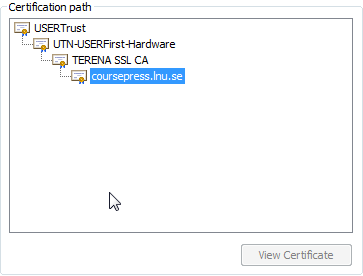 Certification path
USERTrust
UTN-USERFirst-Hardware
TERENA SSL CA
coursepress.lnu.se
View Certificate